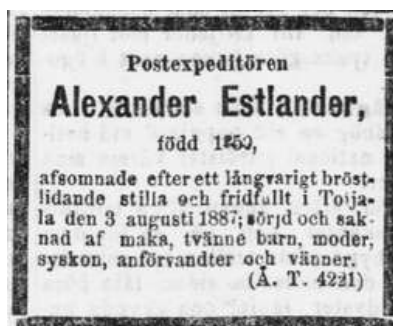 Postexpeditören
Alexander Estlander,
född 1850,
afsomnade efter ett långvarigt bröst-
lidande stilla och fridfullt i Toija-
la den 3 augusti 1887; sörjd och sak-
nad af maka, tvänne barn, moder,
syskon, anförvandter och vänner.
(Å. T. 4221)